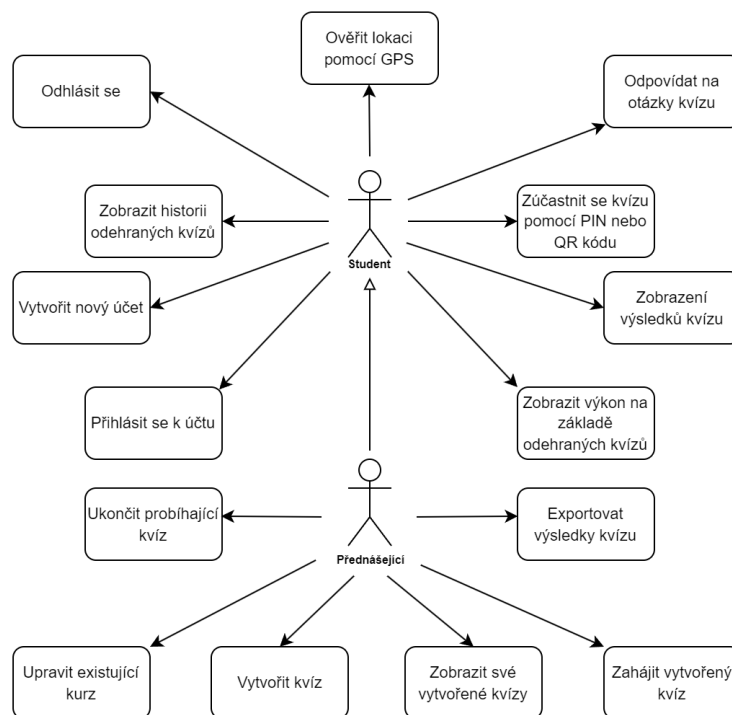 Ověřit lokaci
pomocí GPS
Odhlásit se
Odpovídat na
otázky kvízu
Zobrazit historii
odehraných kvízů
Zúčastnit se kvízu
pomocí PIN nebo
QR kódu
Student
Vytvořit nový účet
Zobrazení
výsledků kvízu
Přihlásit se k účtu
Zobrazit výkon na
základě
odehraných kvízů
Ukončit probíhající
kvíz
Exportovat
výsledky kvízu
Přednášející
Upravit existující
kurz
Vytvořit kvíz
Zobrazit své
vytvořené kvízy
Zahájit vytvořený
kvíz